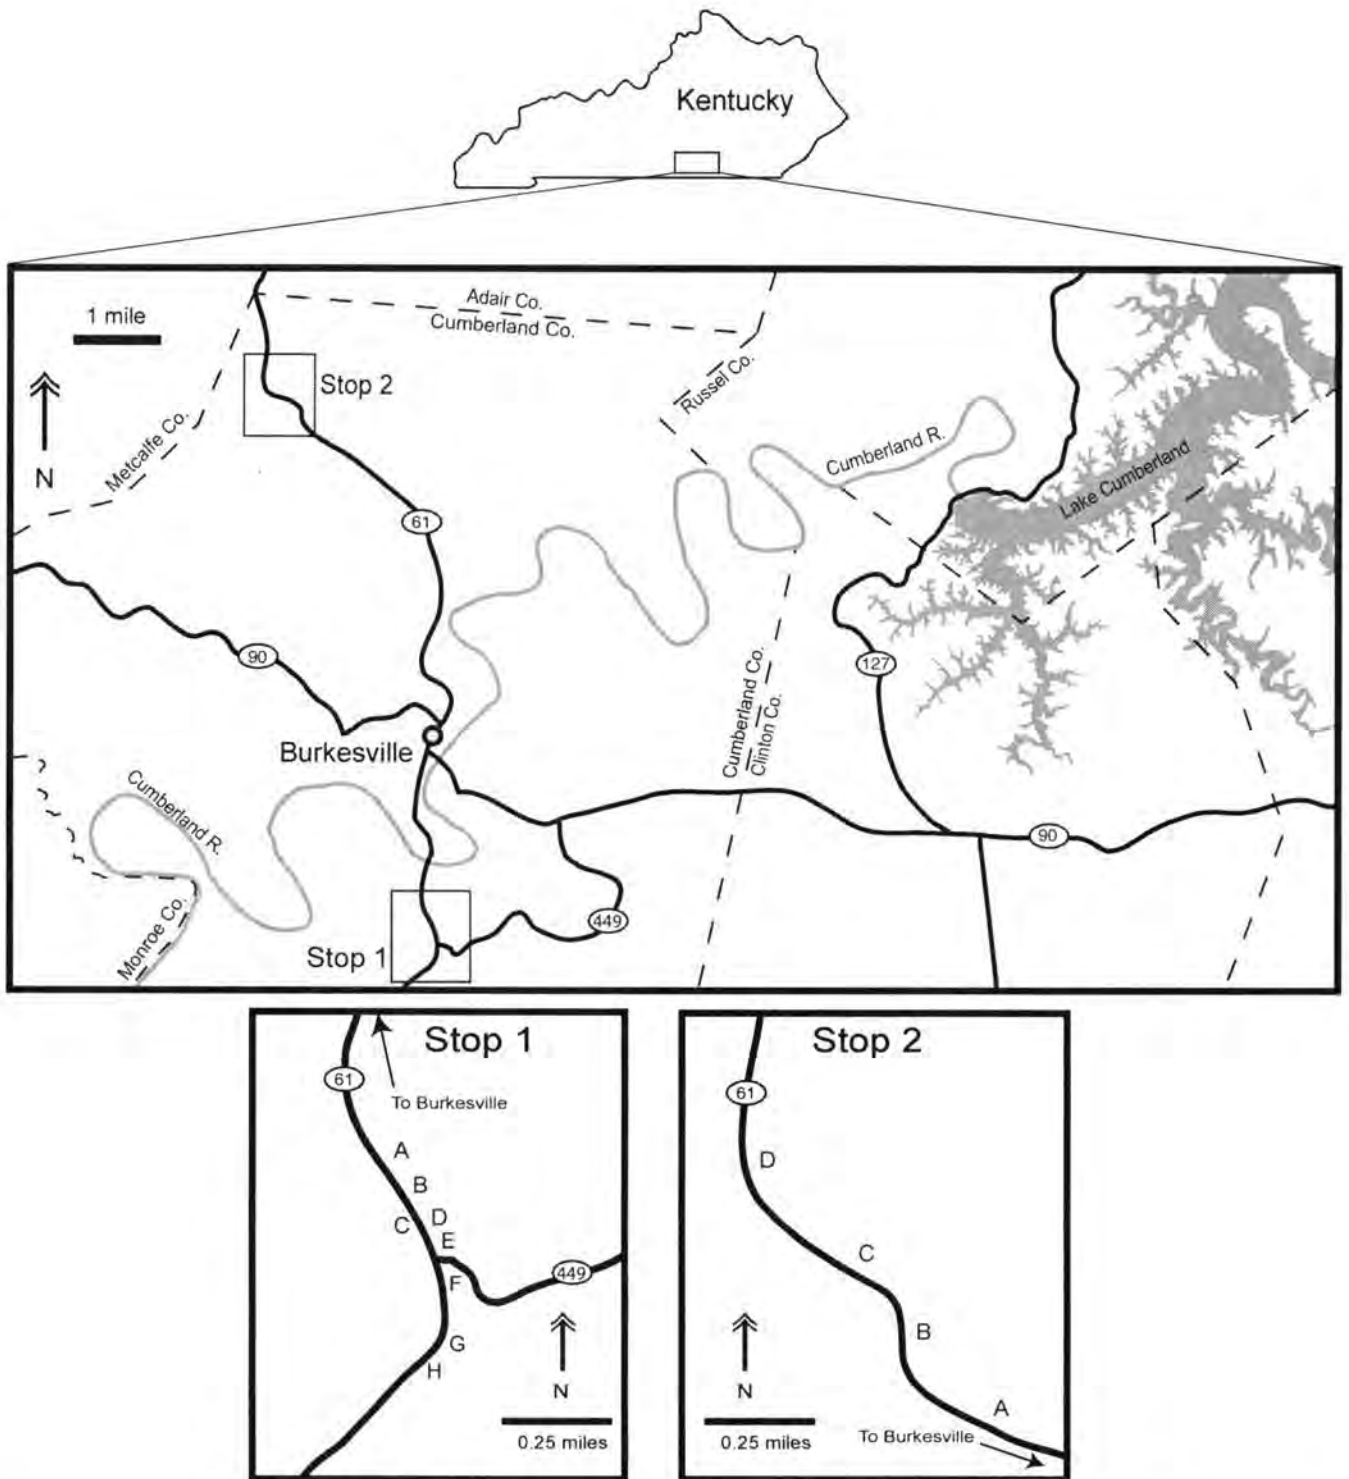 Kentucky
1 mile
N
Adair Co.
Cumberland Co.
Russel Co.
Metcalfe Co.
Stop 2
61
Cumberland R.
Lake Cumberland
90
127
Cumberland Co.
Clinton Co.
Burkesville
Cumberland R.
90
449
Monroe Co.
Stop 1
Stop 1
61
To Burkesville
A
B
C
D
E
F
449
G
H
N
0.25 miles
Stop 2
61
D
C
B
A
N
0.25 miles
To Burkesville